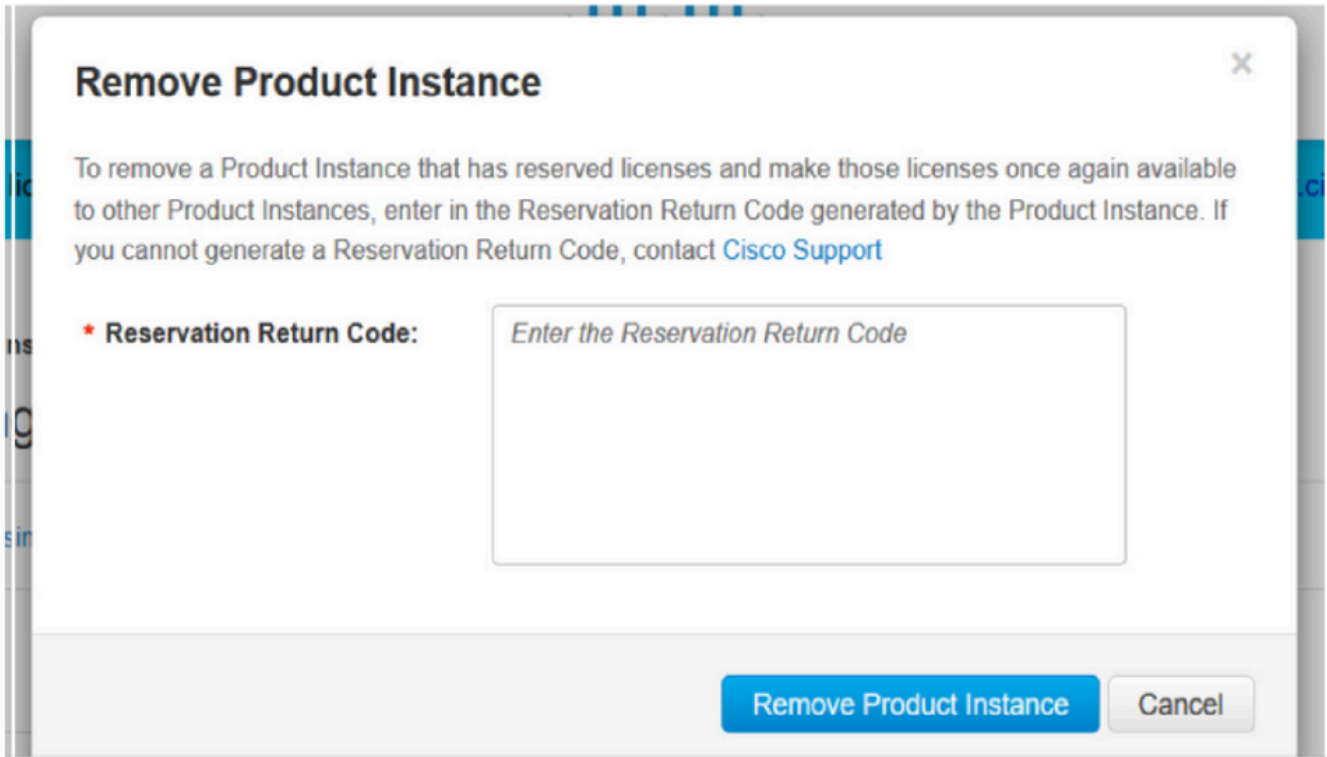 Remove Product Instance
×
To remove a Product Instance that has reserved licenses and make those licenses once again available
to other Product Instances, enter in the Reservation Return Code generated by the Product Instance. If
you cannot generate a Reservation Return Code, contact Cisco Support
* Reservation Return Code:
Enter the Reservation Return Code
Remove Product Instance
Cancel